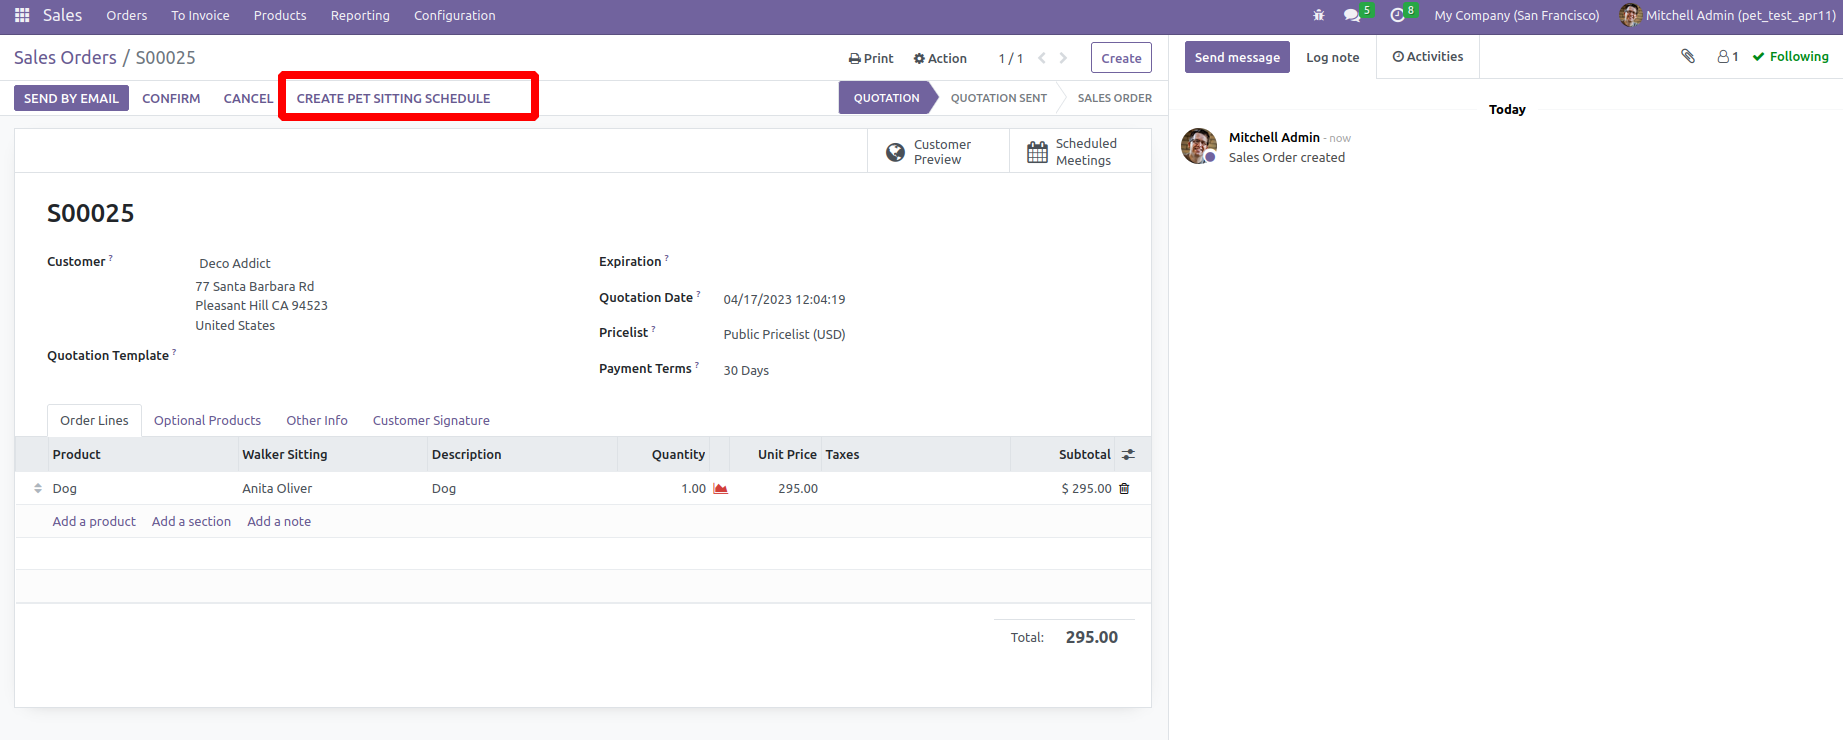 Sales Orders To Invoice Products Reporting Configuration 5 8 My Company (San Francisco) Mitchell Admin (pet_test_apr11)
Sales Orders / S00025 Print Action 1 / 1 Create
SEND BY EMAIL CONFIRM CANCEL CREATE PET SITTING SCHEDULE QUOTATION QUOTATION SENT SALES ORDER
Customer Preview
Scheduled Meetings
S00025
Customer ? Deco Addict
77 Santa Barbara Rd
Pleasant Hill CA 94523
United States
Quotation Template ?
Expiration ?
Quotation Date ? 04/17/2023 12:04:19
Pricelist ? Public Pricelist (USD)
Payment Terms ? 30 Days
Order Lines Optional Products Other Info Customer Signature
Product Walker Sitting Description Quantity Unit Price Taxes Subtotal
Dog Anita Oliver Dog 1.00 295.00 $ 295.00
Add a product Add a section Add a note
Total: 295.00
Send message Log note Activities 1 Following
Today
Mitchell Admin - now
Sales Order created